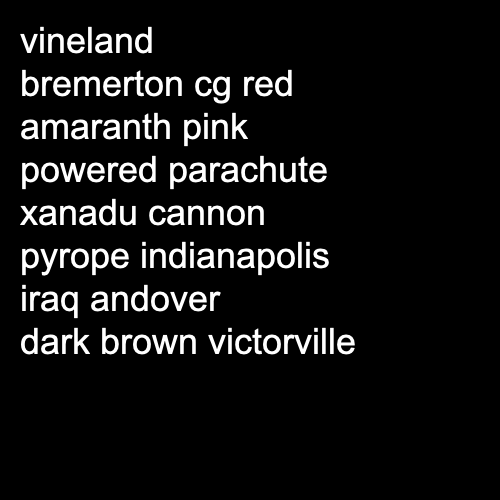 vineland
bremerton cg red
amaranth pink
powered parachute
xanadu cannon
pyrope indianapolis
iraq andover
dark brown victorville